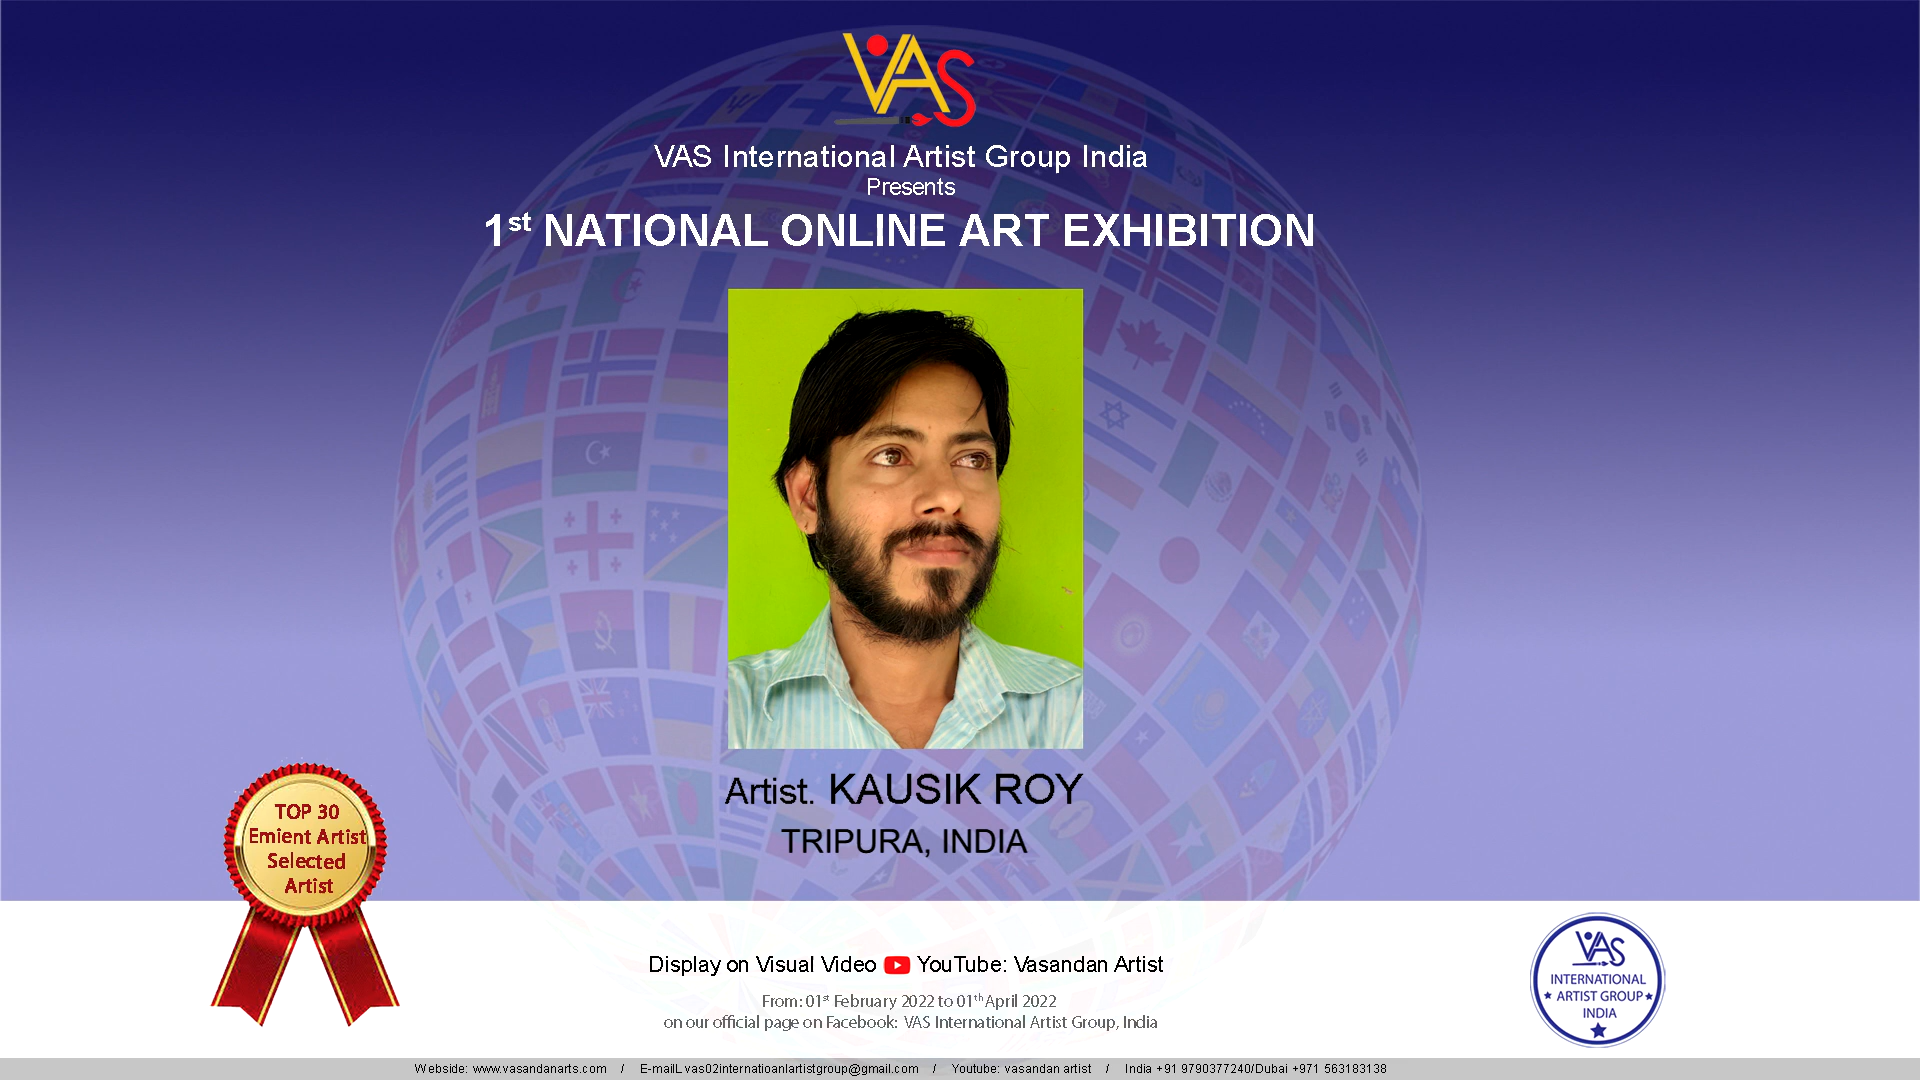 VAS
VAS International Artist Group India
Presents
1st NATIONAL ONLINE ART EXHIBITION
Artist. KAUSIK ROY
TRIPURA, INDIA
TOP 30
Emient Artist
Selected
Artist
Display on Visual Video YouTube: Vasandan Artist
From: 01st February 2022 to 01th April 2022
on our official page on Facebook: VAS International Artist Group, India
VAS
INTERNATIONAL
ARTIST GROUP
INDIA
Webside: www.vasandanarts.com / E-mailL vas02internatioanlartistgroup@gmail.com / Youtube: vasandan artist / India +91 9790377240/Dubai +971 563183138